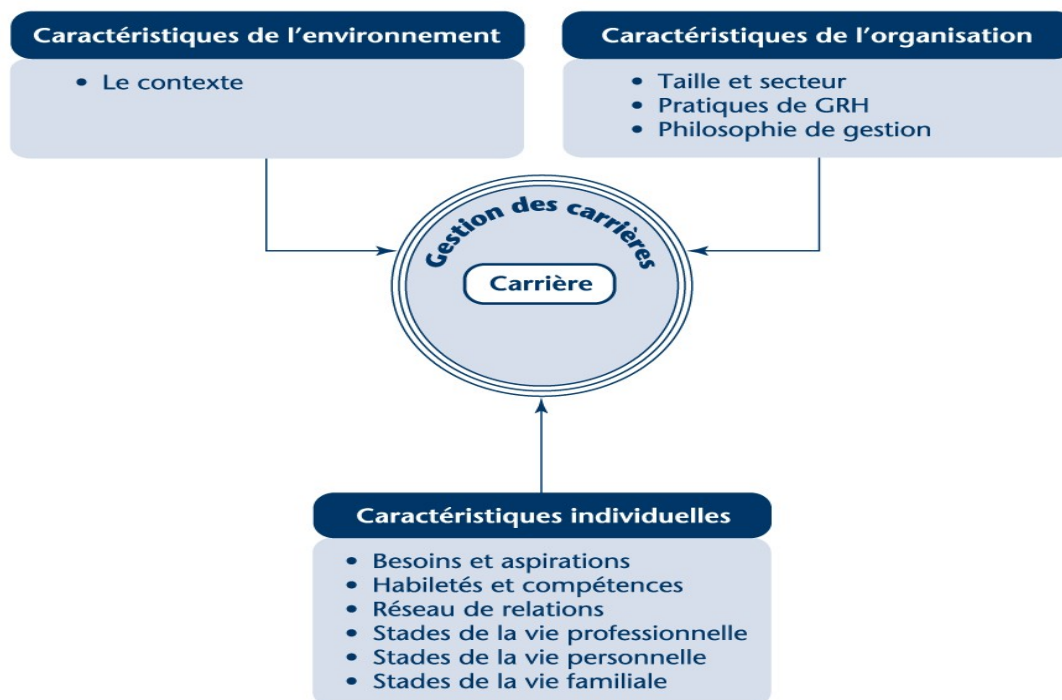 Caractéristiques de l'environnement
• Le contexte
Caractéristiques de l'organisation
• Taille et secteur
• Pratiques de GRH
• Philosophie de gestion
Gestion des carrières
Carrière
Caractéristiques individuelles
• Besoins et aspirations
• Habiletés et compétences
• Réseau de relations
• Stades de la vie professionnelle
• Stades de la vie personnelle
• Stades de la vie familiale